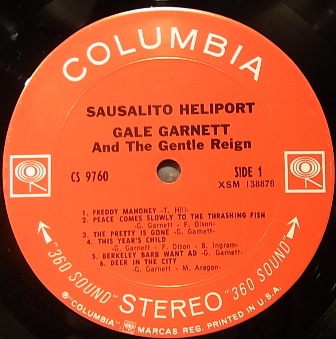 COLUMBIA
SAUSALITO HELIPORT
GALE GARNETT
And The Gentle Reign
CS 9760
SIDE 1
XSM 138879
1. FREDDY MAHONEY -T. Hill-
2. PEACE COMES SLOWLY TO THE THRASHING FISH
-G. Garnett - F. Olson-
3. THE PRETTY IS GONE -G. Garnett-
4. THIS YEAR'S CHILD
-G. Garnett - F. Olson - B. Ingram-
5. BERKELEY BARB WANT AD -G. Garnett-
6. DEER IN THE CITY
-G. Garnett - M. Aragon-
"360 SOUND" STEREO "360 SOUND"
® "COLUMBIA", MARCAS REG. PRINTED IN U.S.A.